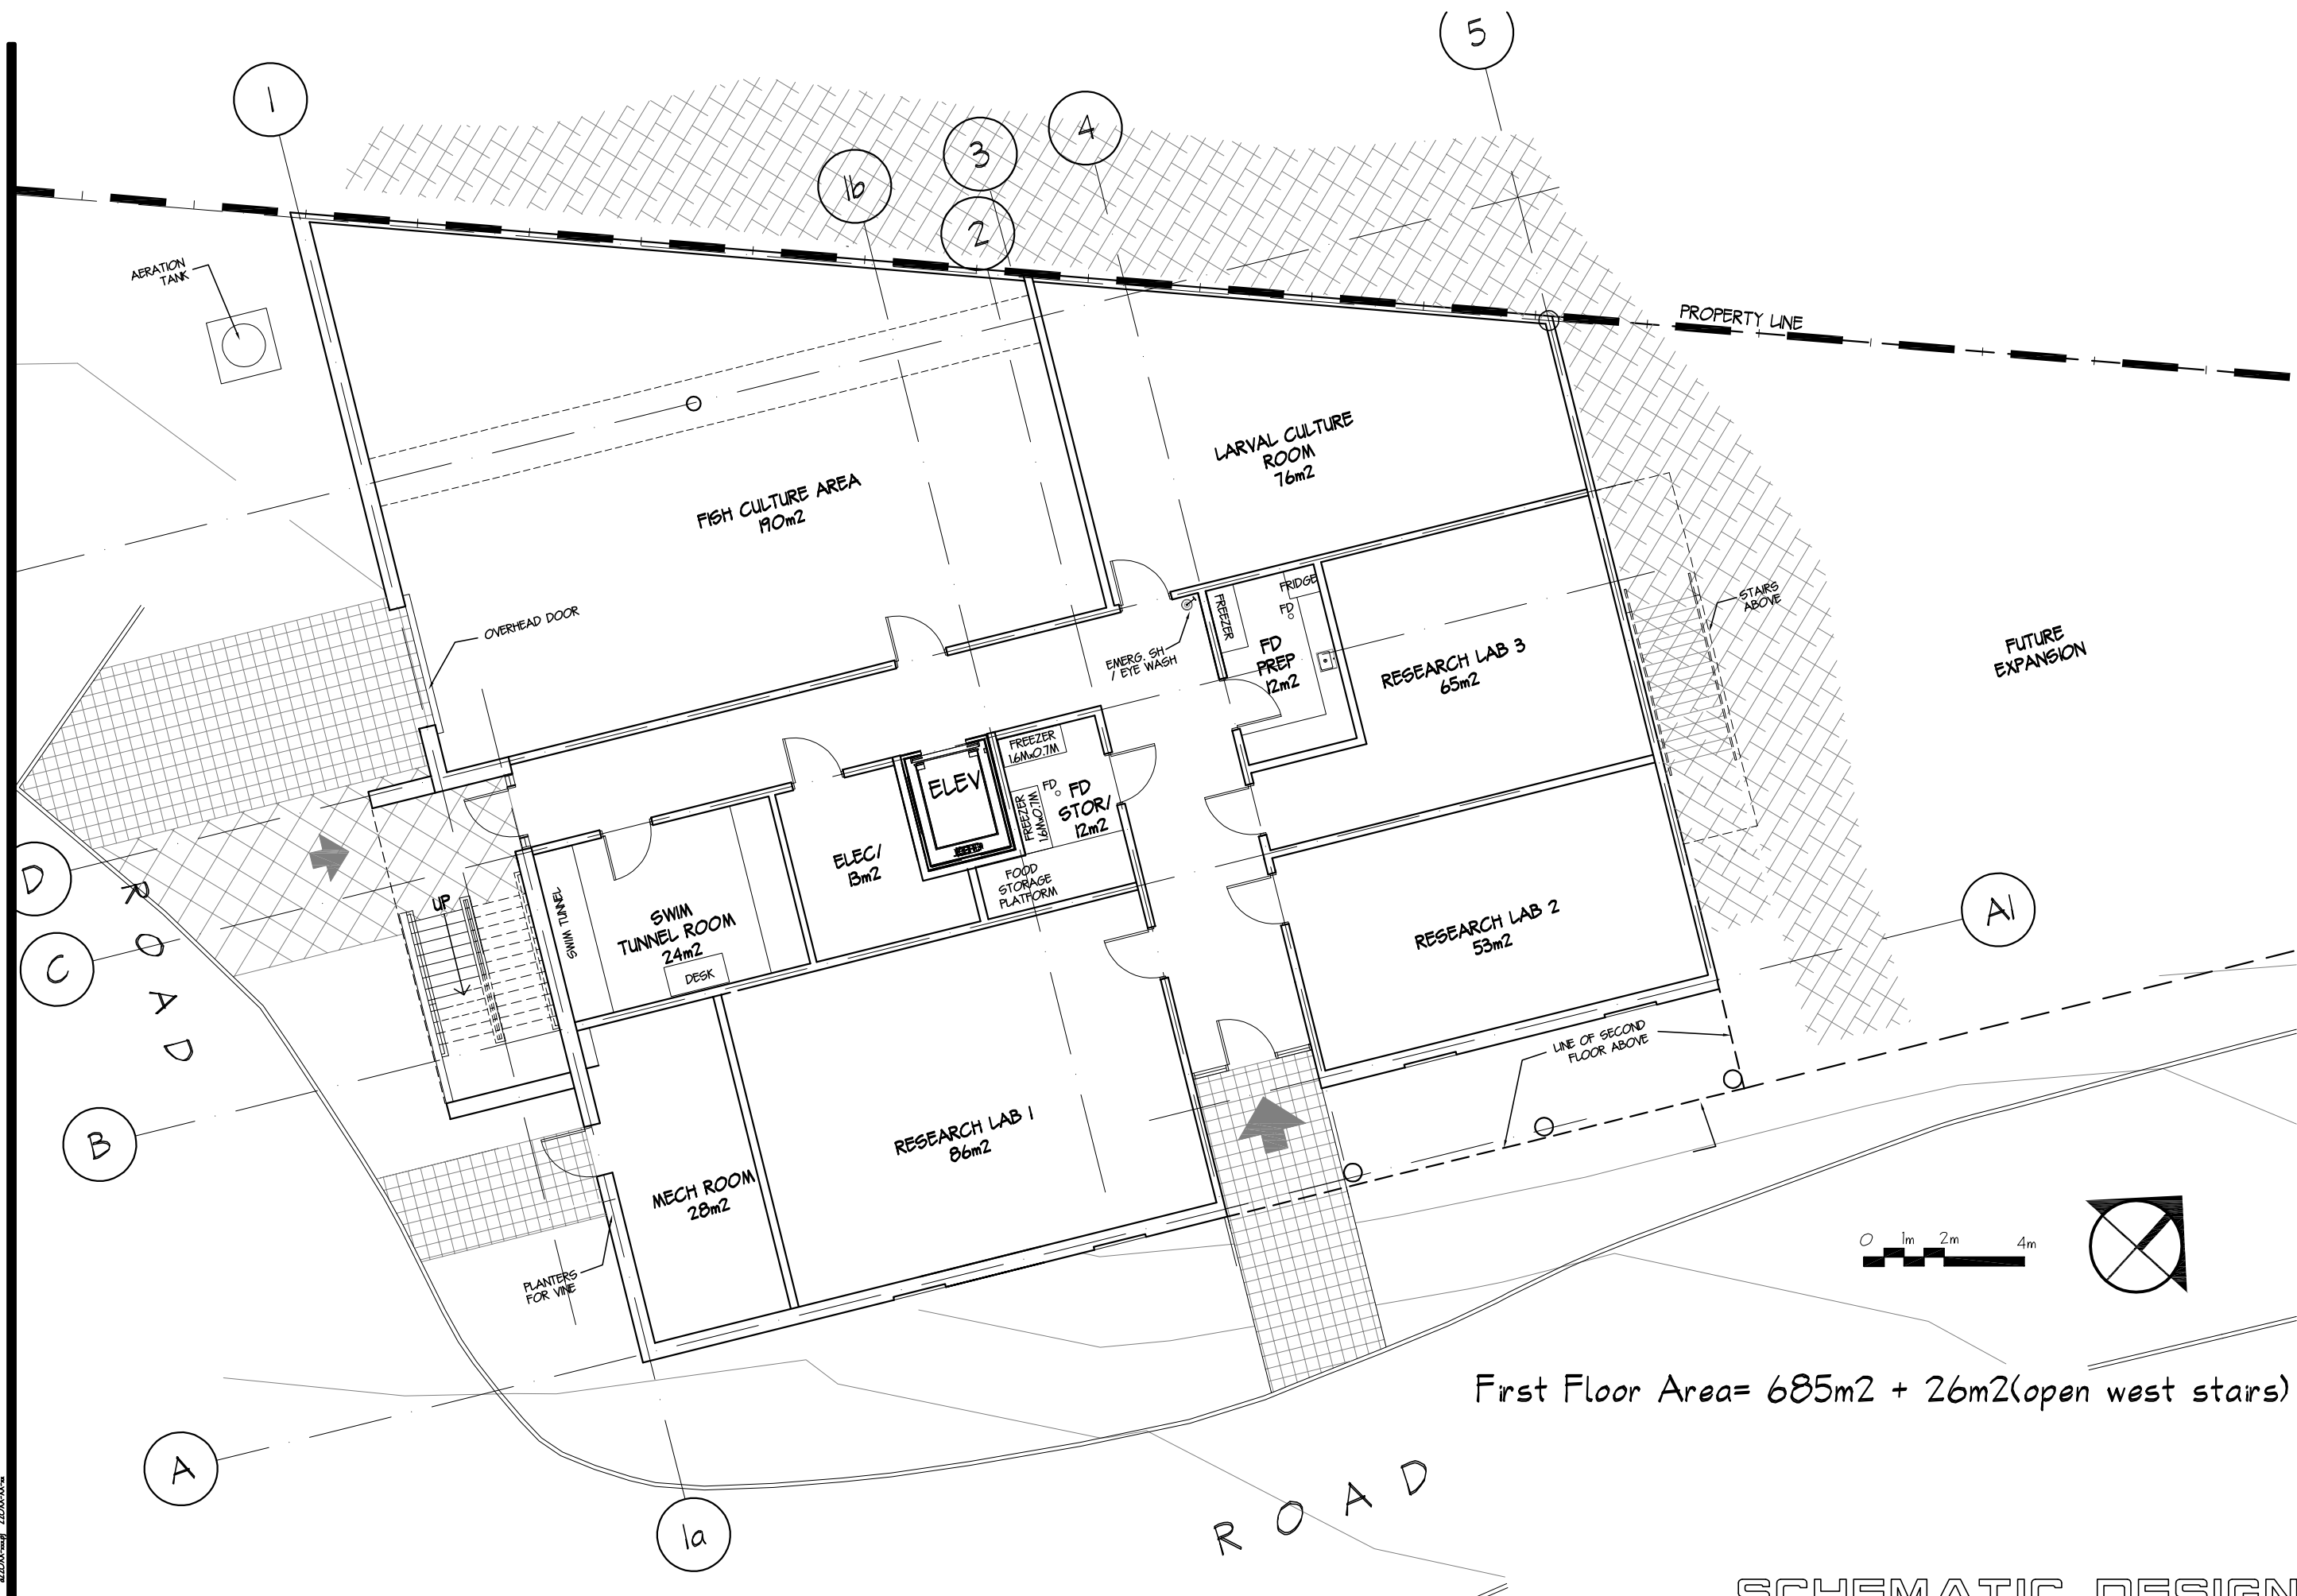 5
1
4
3
1b
2
AERATION
TANK
PROPERTY LINE
LARVAL CULTURE
ROOM
76m2
FISH CULTURE AREA
190m2
OVERHEAD DOOR
FRIDGE
FREEZER
FD
STAIRS
ABOVE
EMERG. SH
/ EYE WASH
FD
PREP
12m2
RESEARCH LAB 3
65m2
FUTURE
EXPANSION
FREEZER
1.6Mx0.7M
ELEV
FD
FREEZER
1.6Mx0.7M
FD
STOR/
12m2
ELEC/
13m2
FOOD
STORAGE
PLATFORM
D
C
ROAD
UP
SWIM TUNNEL
SWIM
TUNNEL ROOM
24m2
DESK
RESEARCH LAB 2
53m2
A1
LINE OF SECOND
FLOOR ABOVE
B
RESEARCH LAB 1
86m2
MECH ROOM
28m2
PLANTERS
FOR VINE
0 1m 2m 4m
First Floor Area= 685m2 + 26m2(open west stairs)
A
1a
ROAD
SCHEMATIC DESIGN